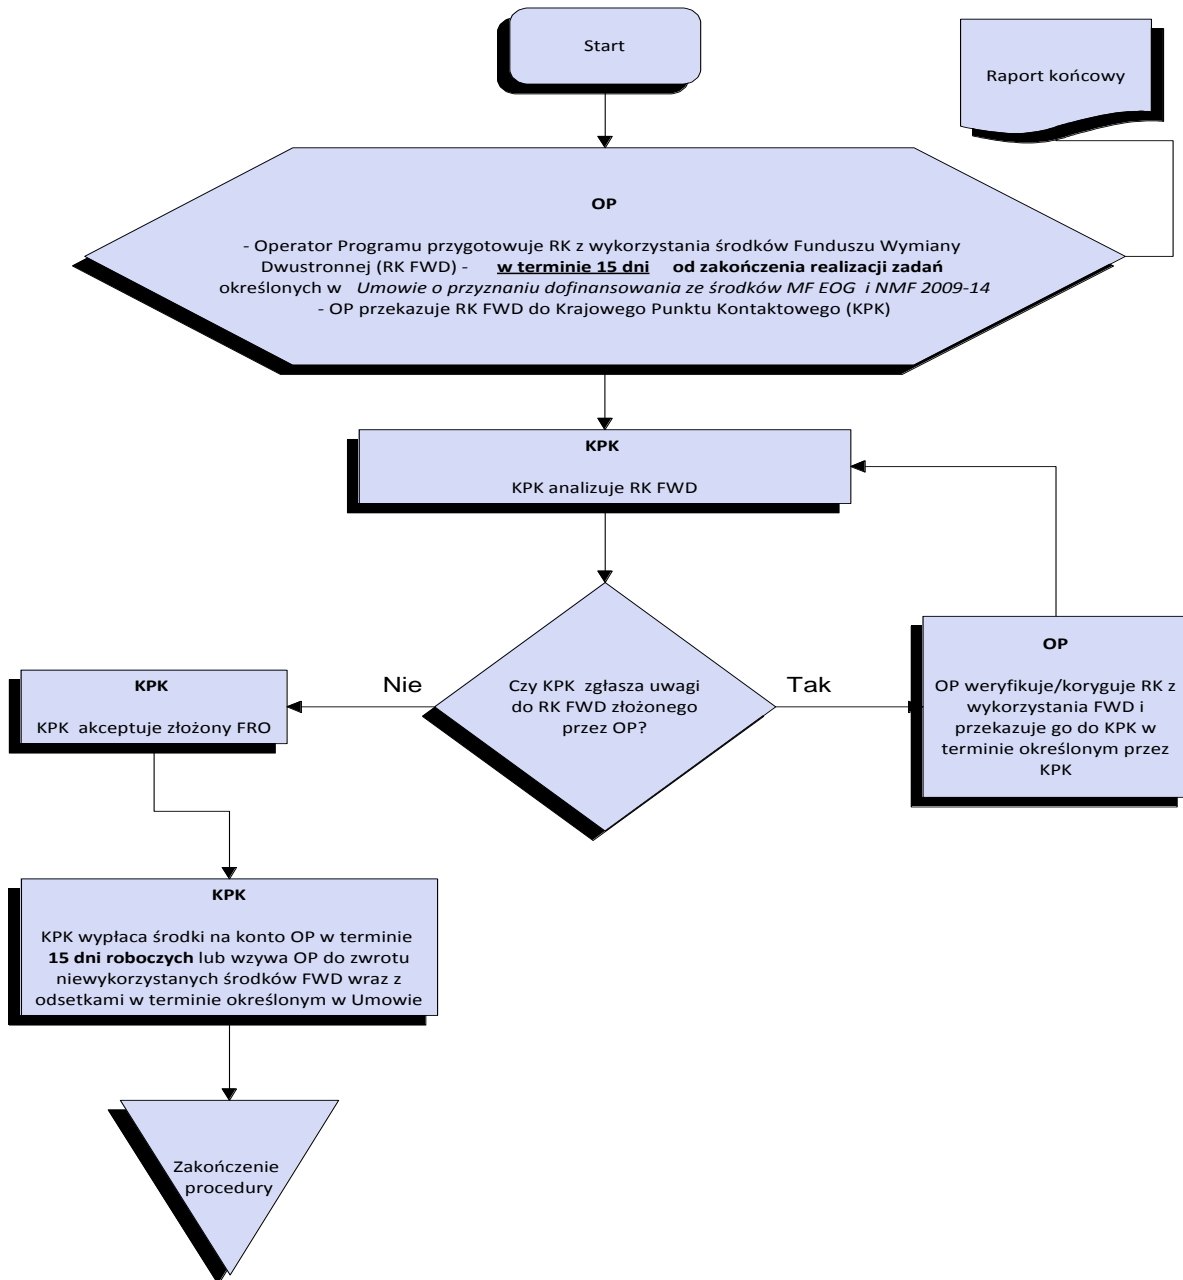 Start
Raport końcowy
OP
- Operator Programu przygotowuje RK z wykorzystania środków Funduszu Wymiany
Dwustronnej (RK FWD) - w terminie 15 dni od zakończenia realizacji zadań
określonych w Umowie o przyznaniu dofinansowania ze środków MF EOG i NMF 2009-14
- OP przekazuje RK FWD do Krajowego Punktu Kontaktowego (KPK)
KPK
KPK analizuje RK FWD
Czy KPK zgłasza uwagi
do RK FWD złożonego
przez OP?
Nie
Tak
KPK
KPK akceptuje złożony FRO
OP
OP weryfikuje/koryguje RK z
wykorzystania FWD i
przekazuje go do KPK w
terminie określonym przez
KPK
KPK
KPK wypłaca środki na konto OP w terminie
15 dni roboczych lub wzywa OP do zwrotu
niewykorzystanych środków FWD wraz z
odsetkami w terminie określonym w Umowie
Zakończenie
procedury